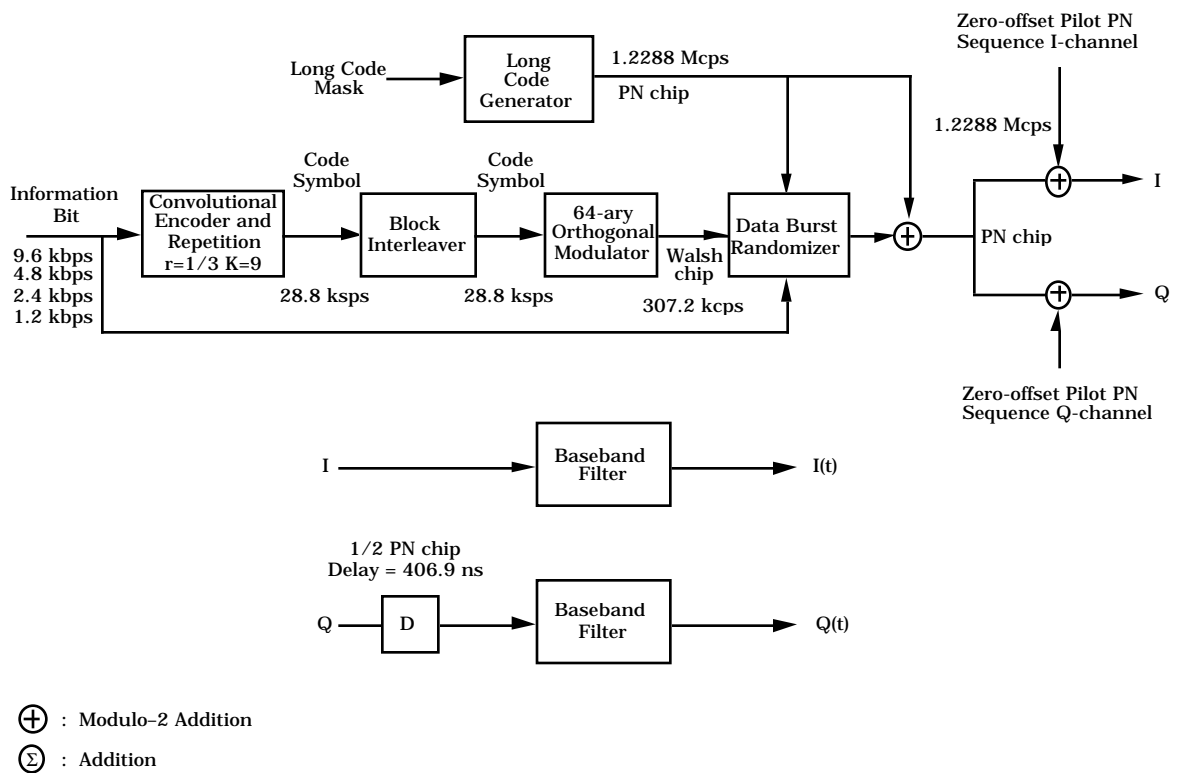 Zero-offset Pilot PN
Sequence I-channel
Long Code
Mask
Long
Code
Generator
1.2288 Mcps
PN chip
1.2288 Mcps
Information
Bit
9.6 kbps
4.8 kbps
2.4 kbps
1.2 kbps
Convolutional
Encoder and
Repetition
r=1/3 K=9
Code
Symbol
28.8 ksps
Block
Interleaver
Code
Symbol
28.8 ksps
64-ary
Orthogonal
Modulator
Walsh
chip
307.2 kcps
Data Burst
Randomizer
+
PN chip
+
I
+
Q
Zero-offset Pilot PN
Sequence Q-channel
I
Baseband
Filter
I(t)
1/2 PN chip
Delay = 406.9 ns
Q
D
Baseband
Filter
Q(t)
+ : Modulo–2 Addition
Σ : Addition